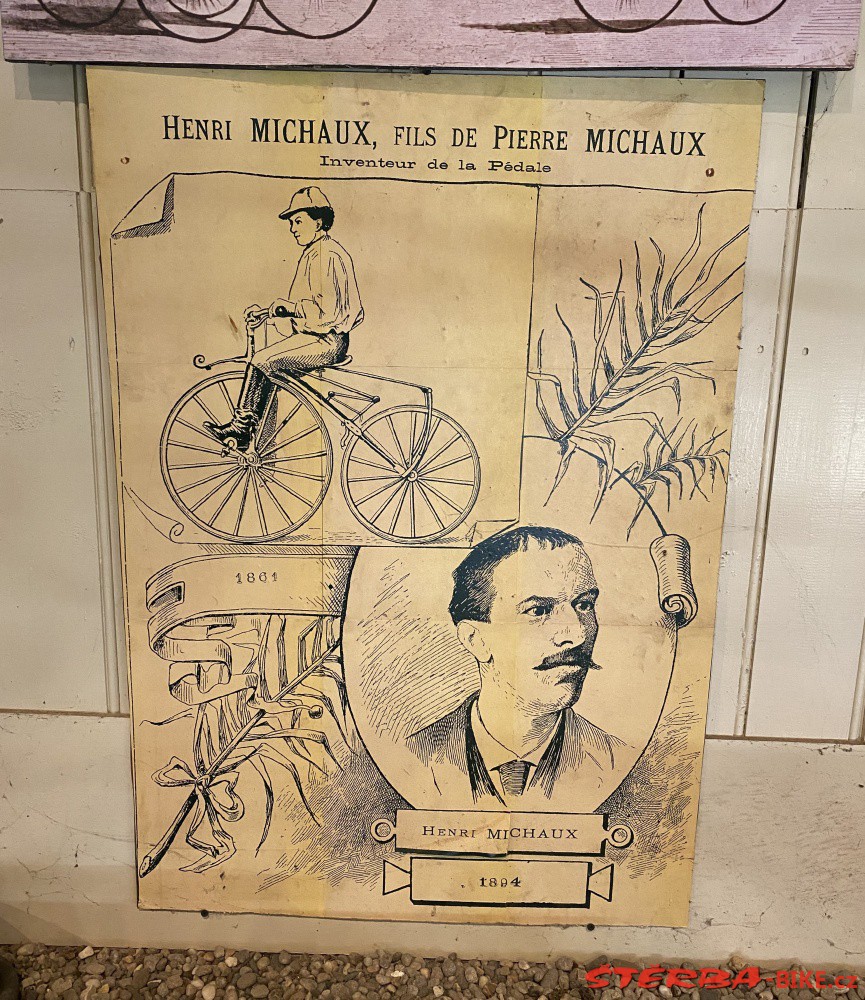 HENRI MICHAUX, FILS DE PIERRE MICHAUX
Inventeur de la Pédale
1861
HENRI MICHAUX
1894
STERBA-BIKE.cz